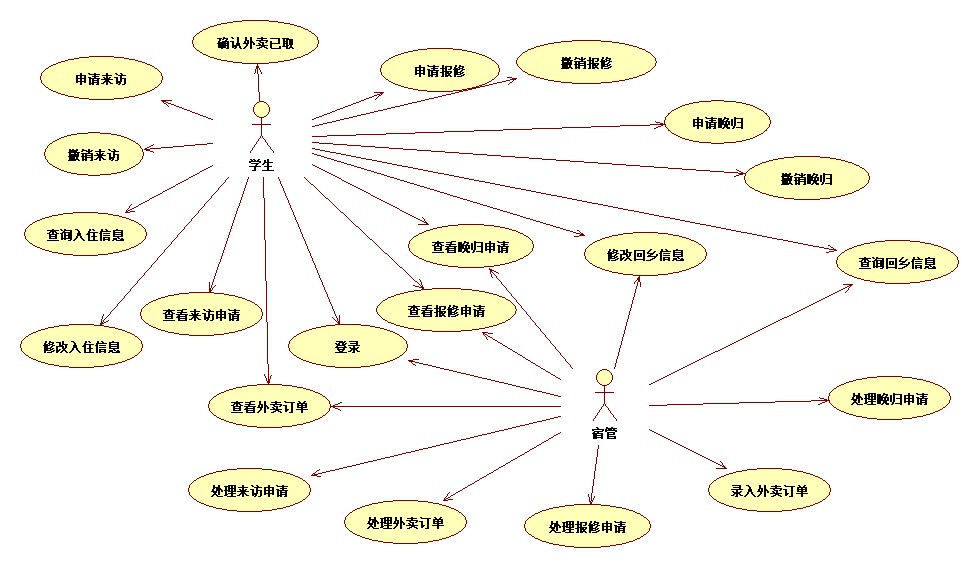 确认外卖已取
申请来访
申请报修
撤销报修
申请晚归
撤销来访
学生
撤销晚归
查询入住信息
查看晚归申请
修改回乡信息
查询回乡信息
查看来访申请
查看报修申请
修改入住信息
登录
查看外卖订单
处理晚归申请
宿管
处理来访申请
录入外卖订单
处理外卖订单
处理报修申请